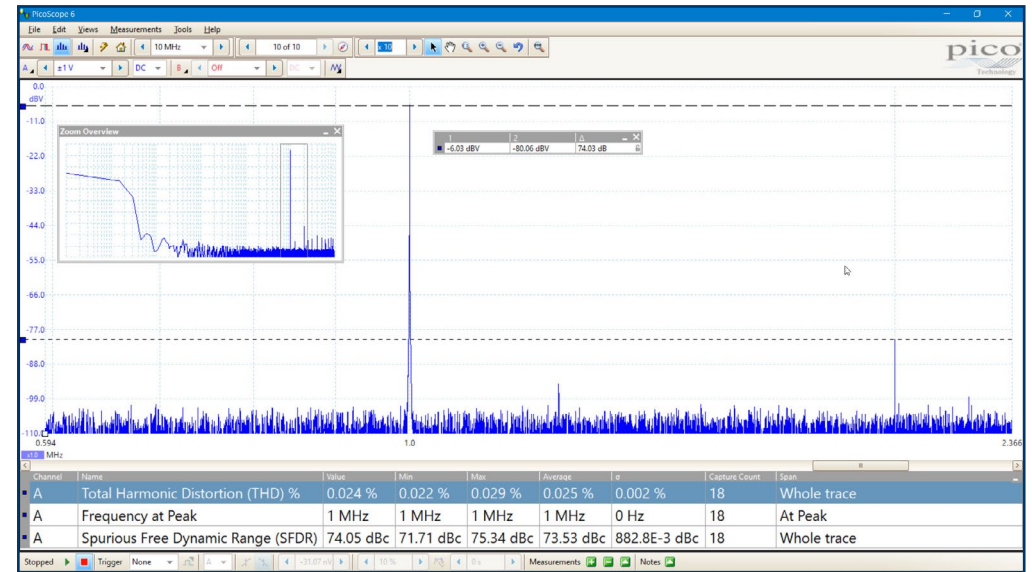 PicoScope 6
File Edit Views Measurements Tools Help
10 MHz 10 of 10 x 10
pico
Technology
A ±1 V DC B Off DC
0.0
dBV
-11.0
Zoom Overview
1 2 Δ
-6.03 dBV -80.06 dBV 74.03 dB
-22.0
-33.0
-44.0
-55.0
-66.0
-77.0
-88.0
-99.0
-110.0
0.594 1.0 2.366
x1.0 MHz
Channel Name Value Min Max Average σ Capture Count Span
A Total Harmonic Distortion (THD) % 0.024 % 0.022 % 0.029 % 0.025 % 0.002 % 18 Whole trace
A Frequency at Peak 1 MHz 1 MHz 1 MHz 1 MHz 0 Hz 18 At Peak
A Spurious Free Dynamic Range (SFDR) 74.05 dBc 71.71 dBc 75.34 dBc 73.53 dBc 882.8E-3 dBc 18 Whole trace
Stopped Trigger None A 10 % 0 s Measurements Notes